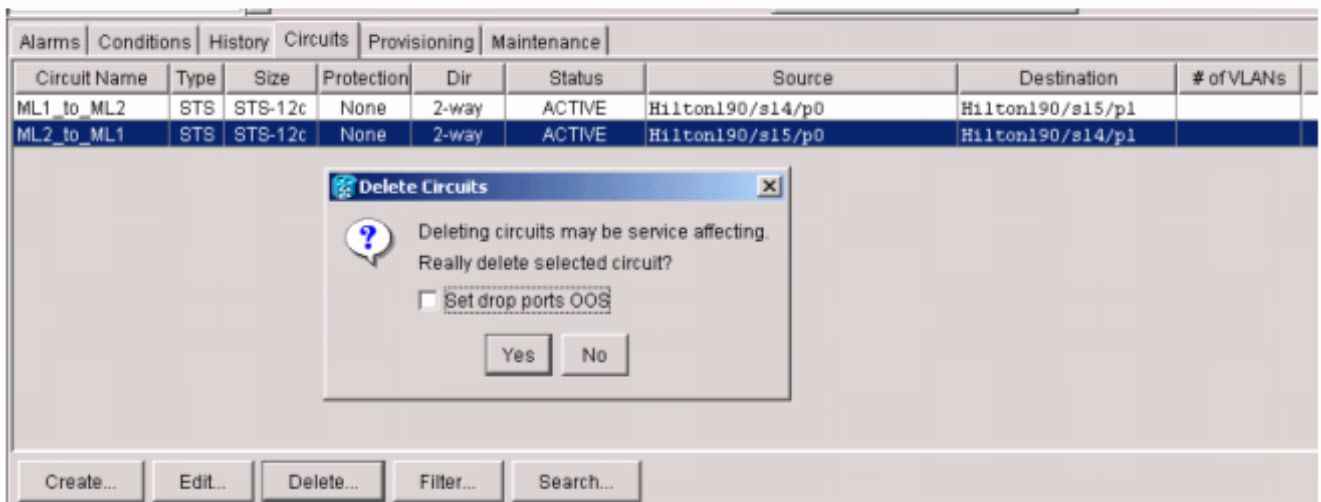 Alarms Conditions History Circuits Provisioning Maintenance
Circuit Name Type Size Protection Dir Status Source Destination # of VLANs
ML1_to_ML2 STS STS-12c None 2-way ACTIVE Hilton190/s14/p0 Hilton190/s15/p1
ML2_to_ML1 STS STS-12c None 2-way ACTIVE Hilton190/s15/p0 Hilton190/s14/p1
Delete Circuits
Deleting circuits may be service affecting.
Really delete selected circuit?
Set drop ports OOS
Yes No
Create... Edit... Delete... Filter... Search...